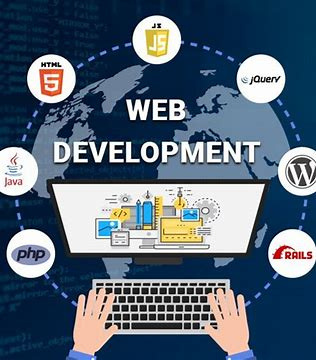 JS
HTML
5
jQuery
WEB
DEVELOPMENT
Java
W
php
RAILS